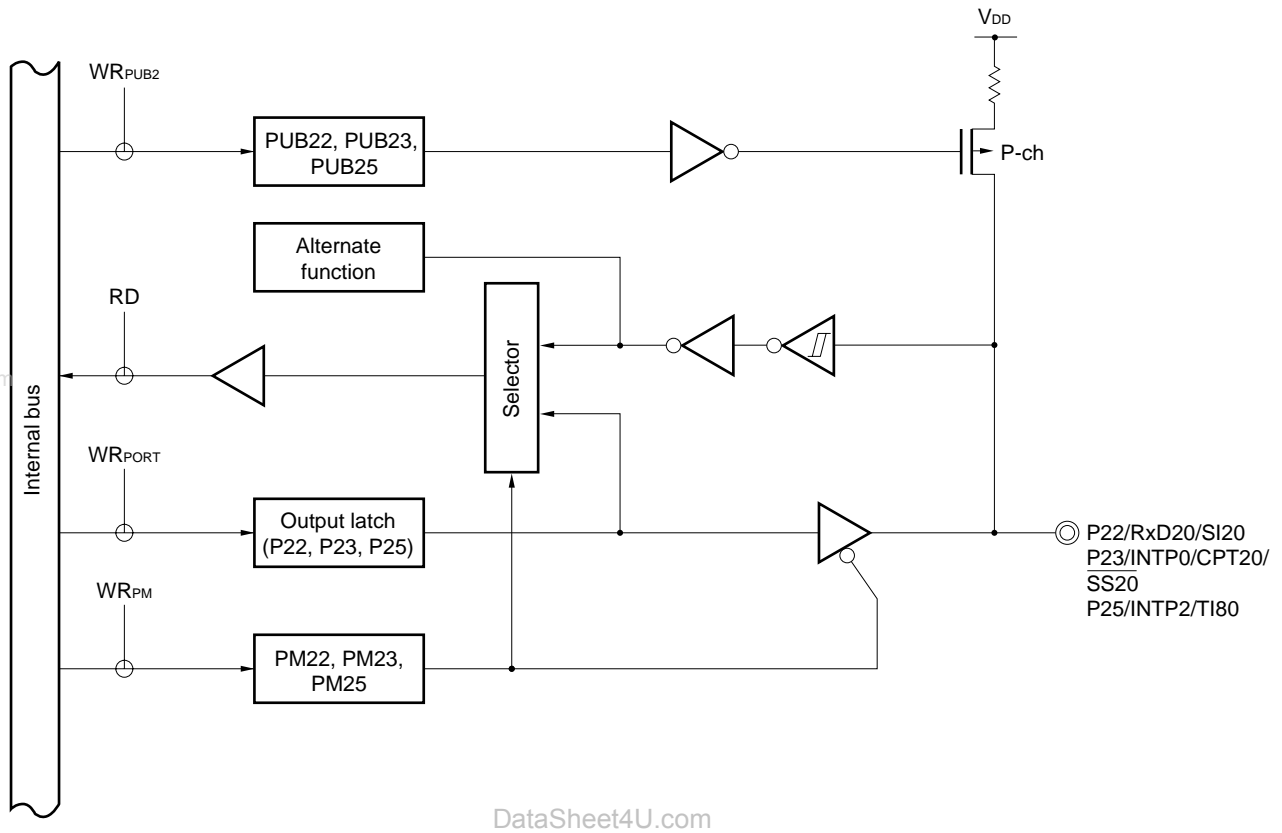 VDD
WRPUB2
PUB22, PUB23,
PUB25
P-ch
Alternate
function
RD
Selector
Internal bus
WRPORT
Output latch
(P22, P23, P25)
P22/RxD20/SI20
P23/INTP0/CPT20/
SS20
P25/INTP2/TI80
WRPM
PM22, PM23,
PM25
DataSheet4U.com
m